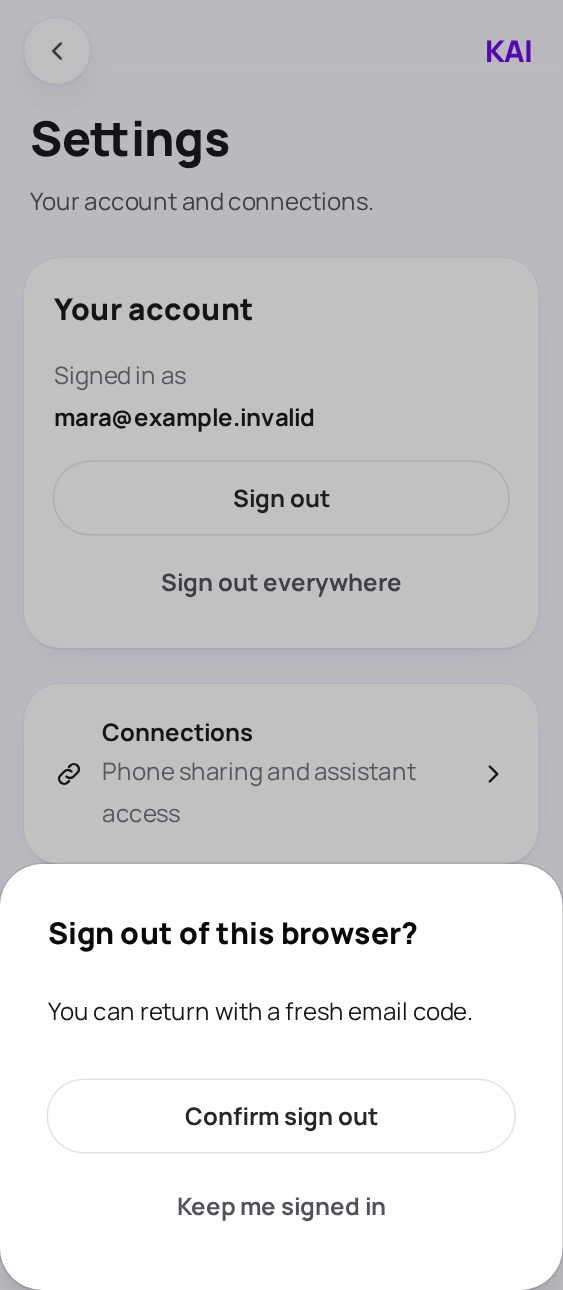 KAI
Settings
Your account and connections.
Your account
Signed in as
mara@example.invalid
Sign out
Sign out everywhere
Connections
Phone sharing and assistant
access
Sign out of this browser?
You can return with a fresh email code.
Confirm sign out
Keep me signed in